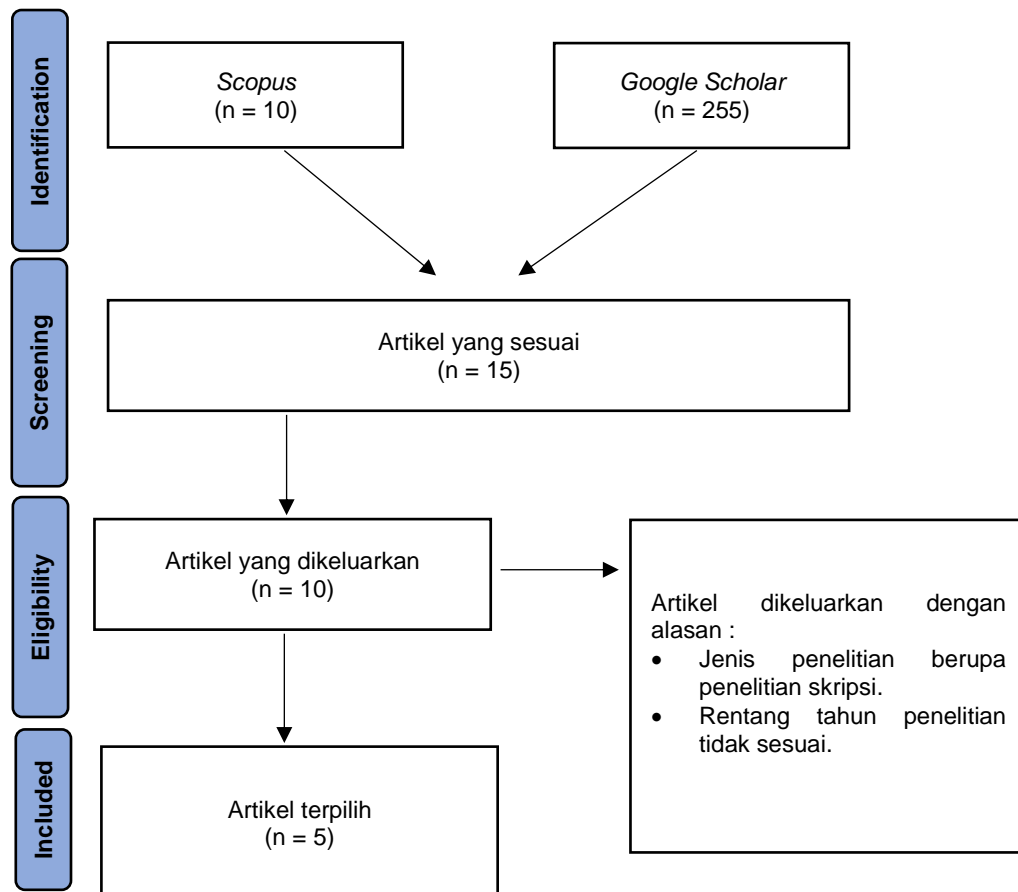 Identification
Scopus
(n = 10)
Google Scholar
(n = 255)
Screening
Artikel yang sesuai
(n = 15)
Eligibility
Artikel yang dikeluarkan
(n = 10)
Artikel dikeluarkan dengan
alasan :
• Jenis penelitian berupa
penelitian skripsi.
• Rentang tahun penelitian
tidak sesuai.
Included
Artikel terpilih
(n = 5)